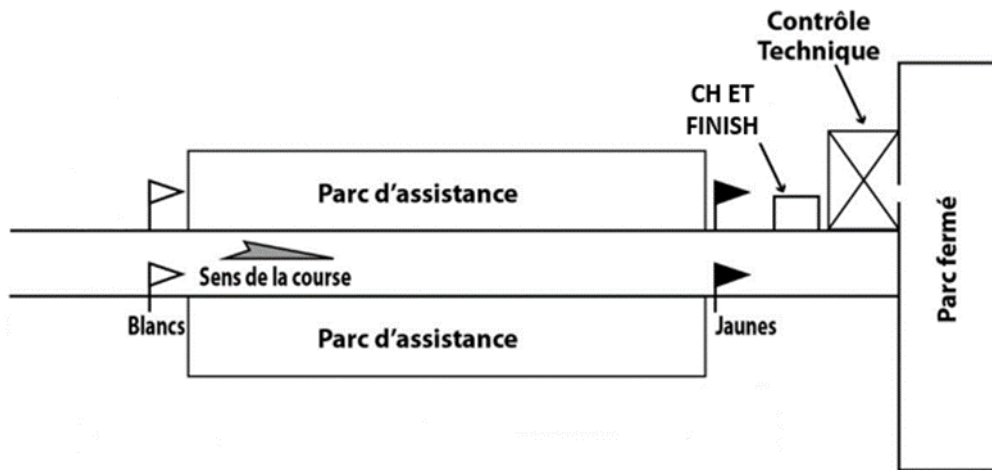 Contrôle
Technique
CH ET
FINISH
Parc d'assistance
Sens de la course
Blancs
Jaunes
Parc d'assistance
Parc fermé